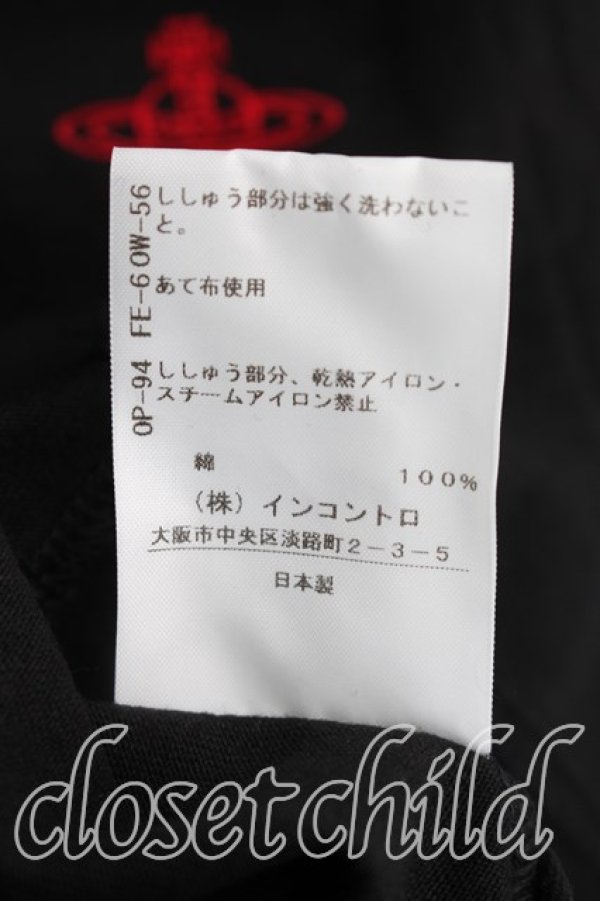 ししゅう部分は強く洗わないこ
と。
あて布使用
ししゅう部分、乾熱アイロン・
スチームアイロン禁止
OP-94 FE-6 OW-56
綿 100%
(株)インコントロ
大阪市中央区淡路町2-3-5
日本製
closetchild